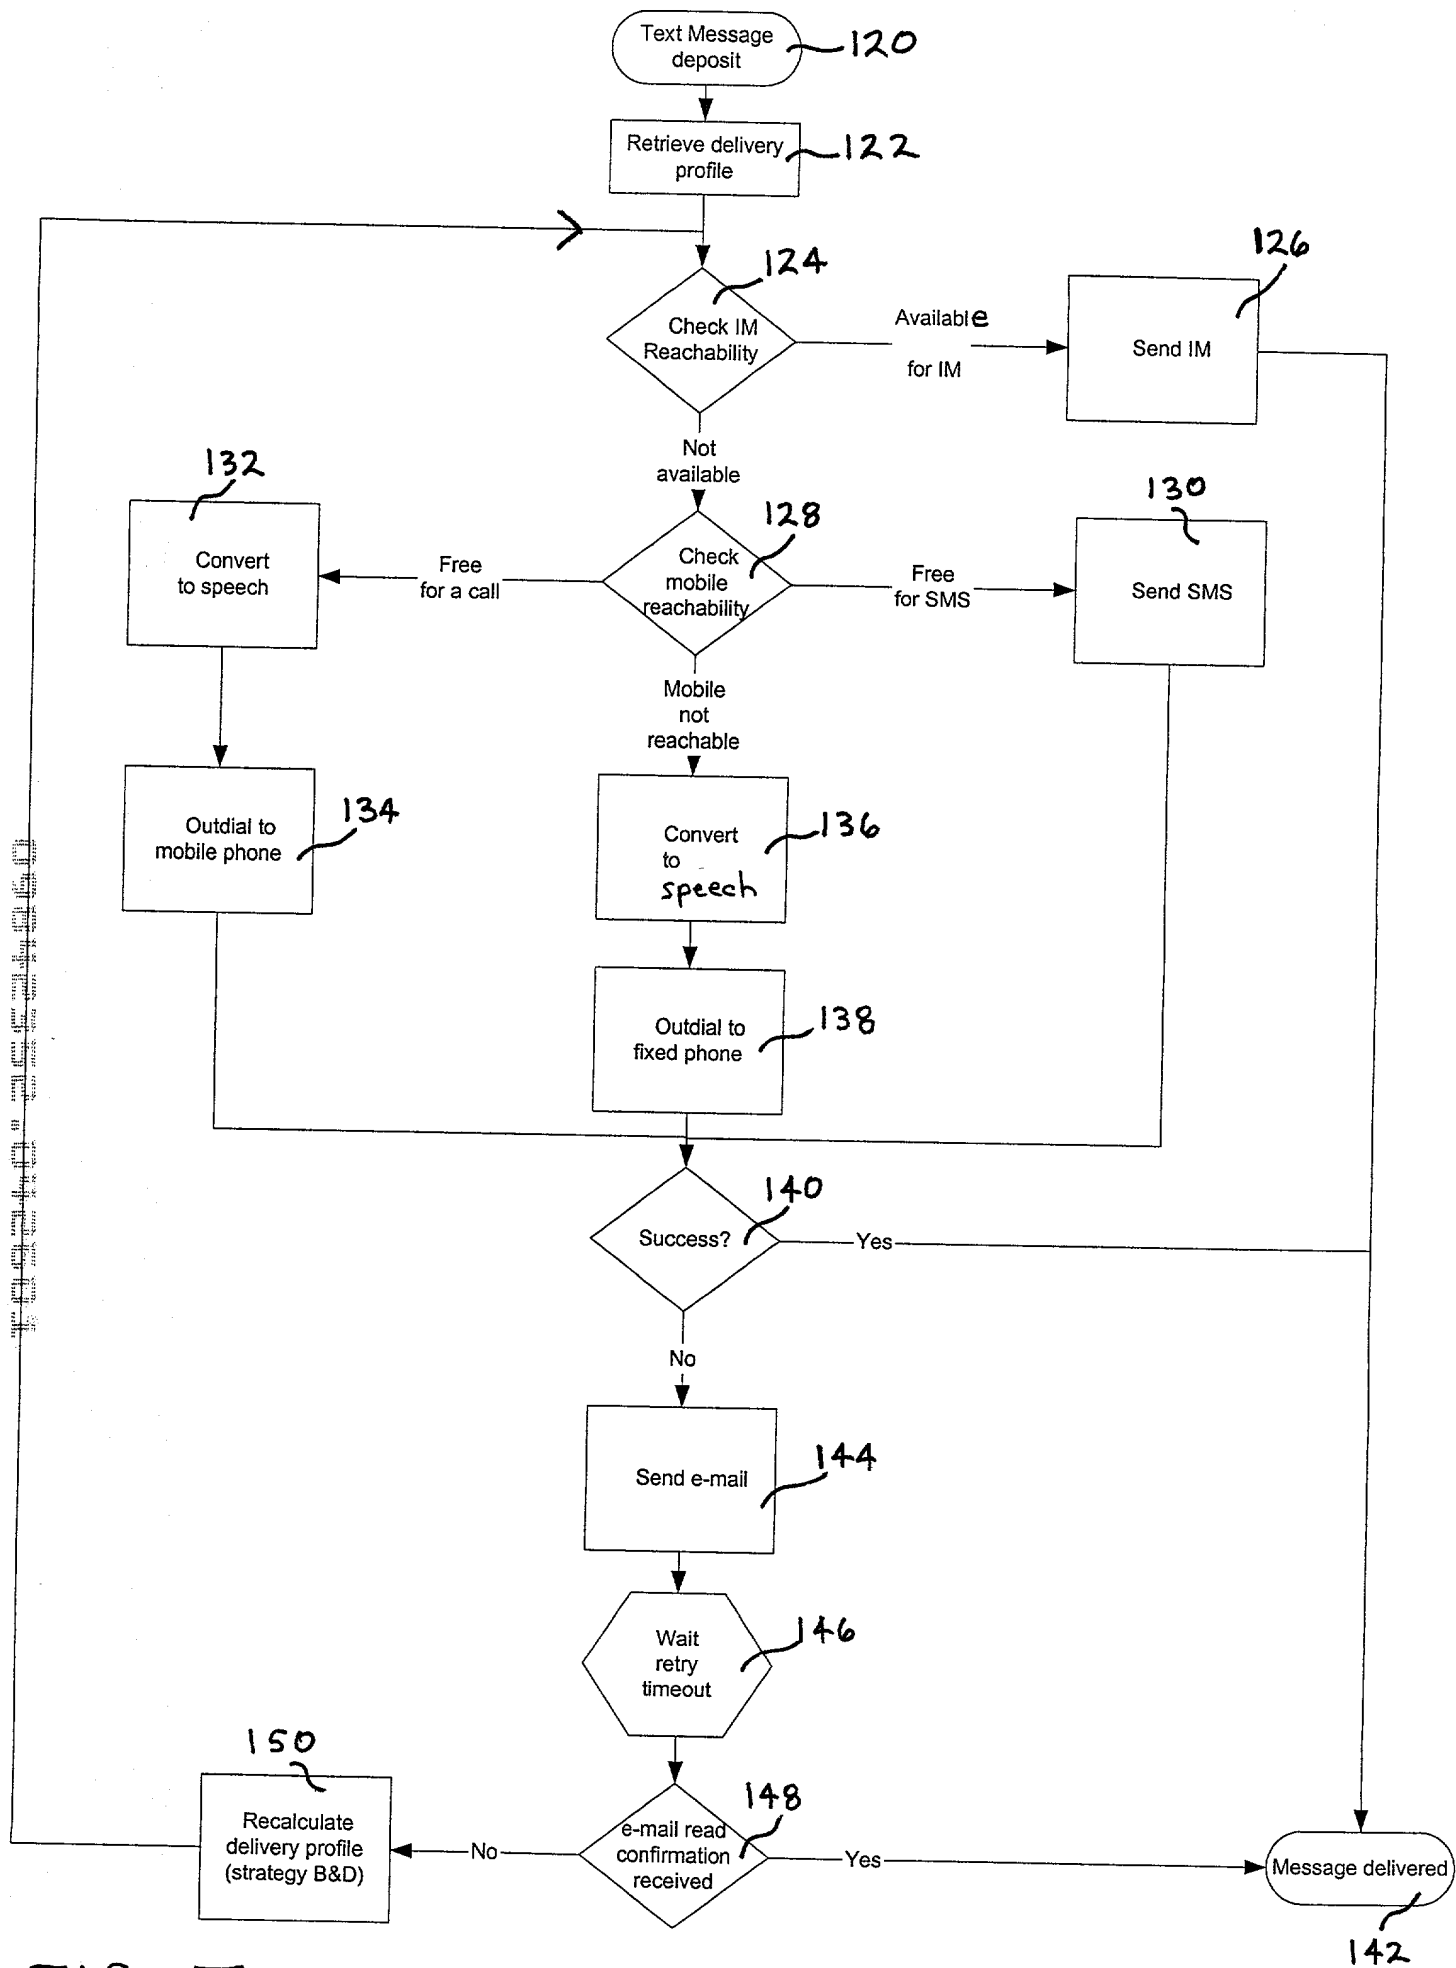 Text Message
deposit
120
Retrieve delivery
profile
122
124
126
Check IM
Reachability
Available
for IM
Send IM
Not
available
132
130
128
Convert
to speech
Free
for a call
Check
mobile
reachability
Free
for SMS
Send SMS
Mobile
not
reachable
Outdial to
mobile phone
134
Convert
to
speech
136
Outdial to
fixed phone
138
140
Success?
Yes
No
Send e-mail
144
Wait
retry
timeout
146
150
148
Recalculate
delivery profile
(strategy B&D)
No
e-mail read
confirmation
received
Yes
Message delivered
142